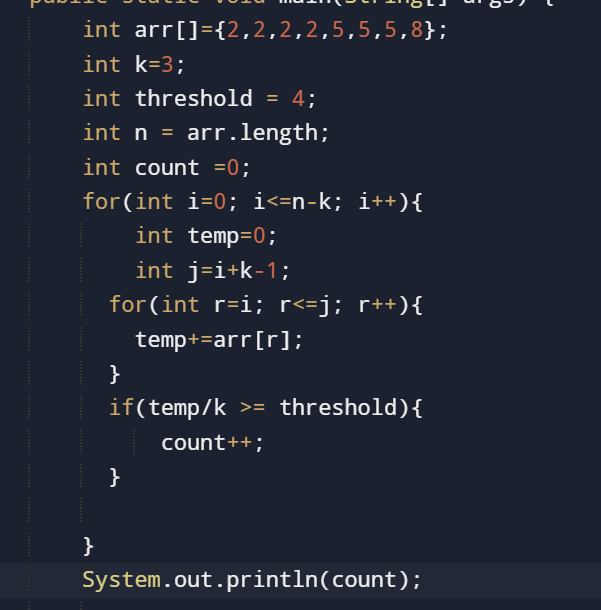 public static void main(String[] args) {
int arr[]={2,2,2,2,5,5,5,8};
int k=3;
int threshold = 4;
int n = arr.length;
int count =0;
for(int i=0; i<=n-k; i++){
int temp=0;
int j=i+k-1;
for(int r=i; r<=j; r++){
temp+=arr[r];
}
if(temp/k >= threshold){
count++;
}
}
System.out.println(count);